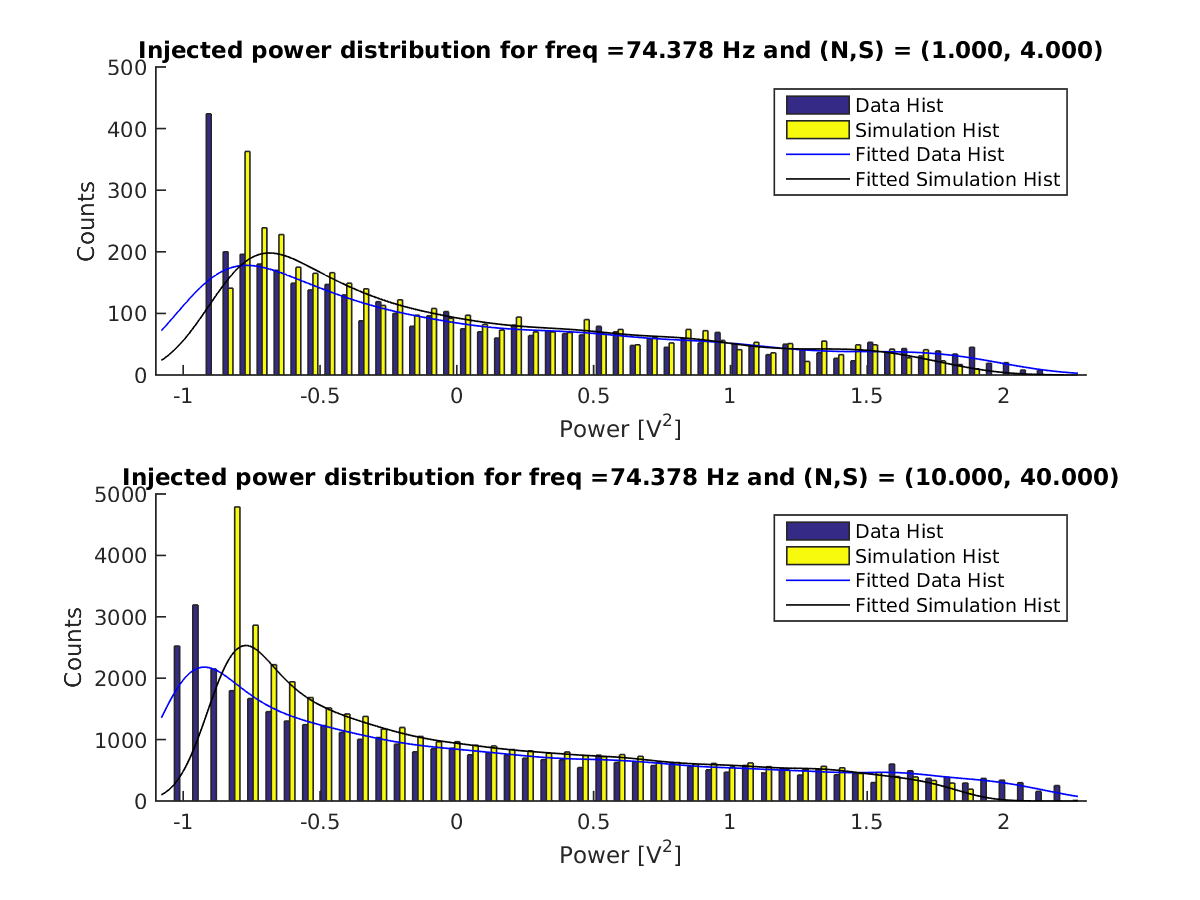 Injected power distribution for freq =74.378 Hz and (N,S) = (1.000, 4.000)
500
400
300
200
100
0
Counts
-1 -0.5 0 0.5 1 1.5 2
Power [V²]
Data Hist
Simulation Hist
Fitted Data Hist
Fitted Simulation Hist
Injected power distribution for freq =74.378 Hz and (N,S) = (10.000, 40.000)
5000
4000
3000
2000
1000
0
Counts
-1 -0.5 0 0.5 1 1.5 2
Power [V²]
Data Hist
Simulation Hist
Fitted Data Hist
Fitted Simulation Hist